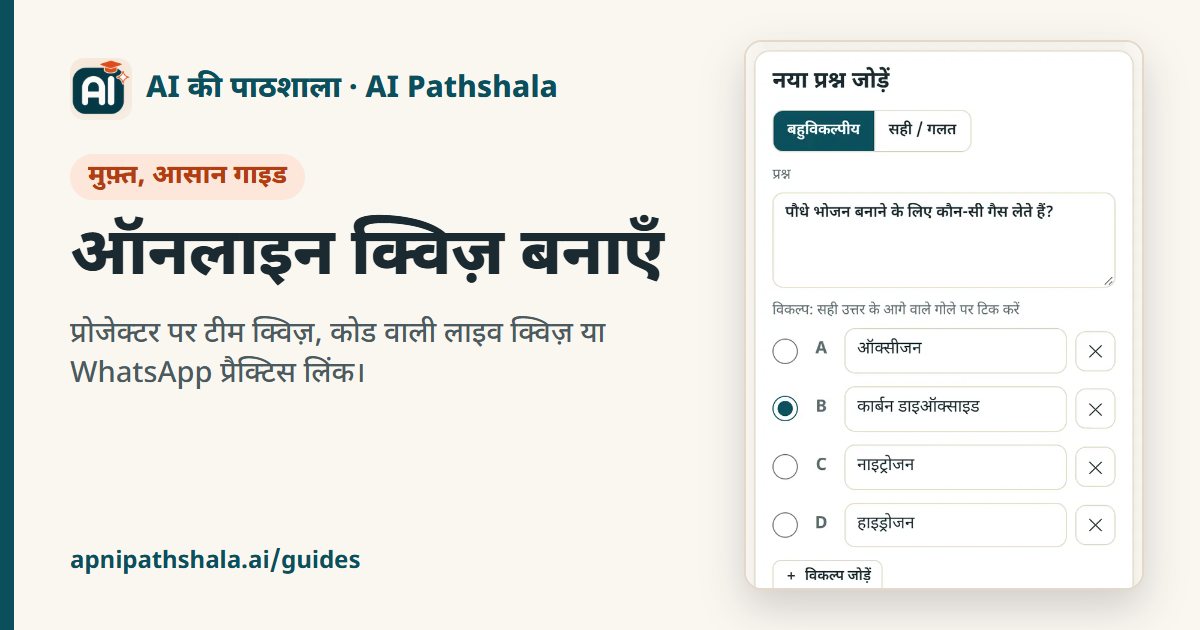 AI
AI की पाठशाला · AI Pathshala
मुफ़्त, आसान गाइड
ऑनलाइन क्विज़ बनाएँ
प्रोजेक्टर पर टीम क्विज़, कोड वाली लाइव क्विज़ या
WhatsApp प्रैक्टिस लिंक।
apnipathshala.ai/guides
नया प्रश्न जोड़ें
बहुविकल्पीय सही / गलत
प्रश्न
पौधे भोजन बनाने के लिए कौन-सी गैस लेते हैं?
विकल्प: सही उत्तर के आगे वाले गोले पर टिक करें
A ऑक्सीजन
B कार्बन डाइऑक्साइड
C नाइट्रोजन
D हाइड्रोजन
+ विकल्प जोड़ें